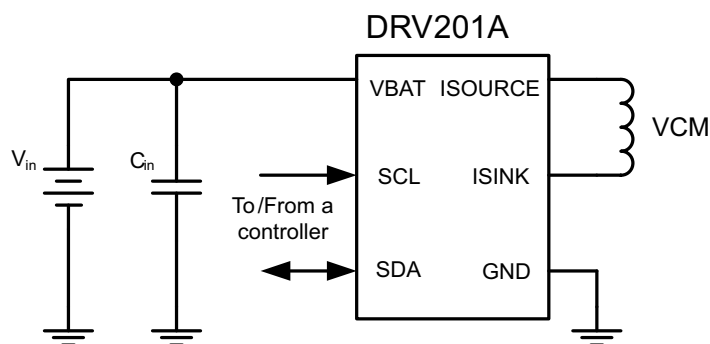 DRV201A
VBAT ISOURCE
VCM
Vin
Cin
SCL ISINK
To/From a
controller
SDA GND